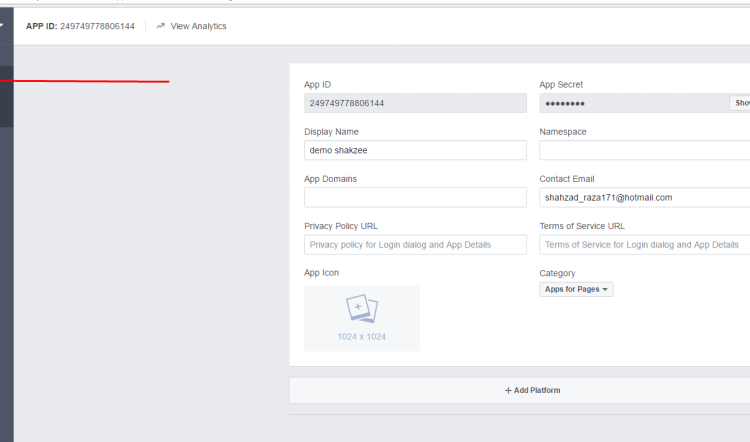 APP ID: 249749778806144 View Analytics
App ID App Secret
249749778806144 ●●●●●●●● Show
Display Name Namespace
demo shakzee
App Domains Contact Email
shahzad_raza171@hotmail.com
Privacy Policy URL Terms of Service URL
Privacy policy for Login dialog and App Details Terms of Service for Login dialog and App Details
App Icon Category
Apps for Pages
1024 x 1024
+ Add Platform